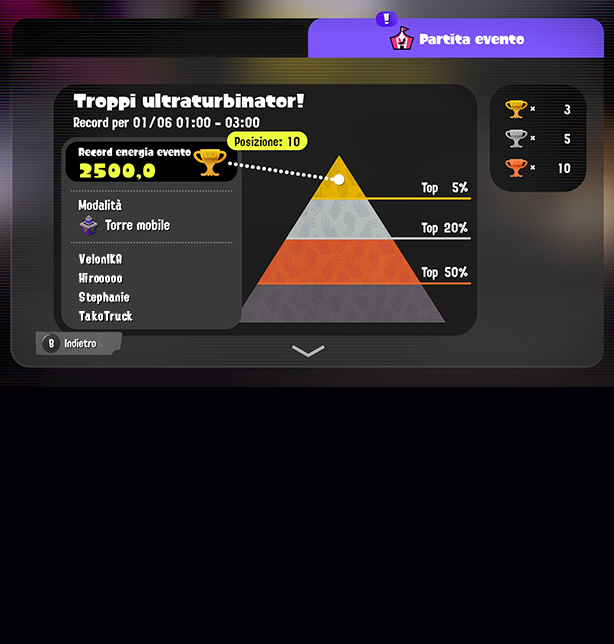 !
Partita evento
Troppi ultraturbinator!
Record per 01/06 01:00 - 03:00
Posizione: 10
Record energia evento
2500,0
Modalità
Torre mobile
VelonIKA
Hirooooo
Stephanie
TakoTruck
Top 5%
Top 20%
Top 50%
× 3
× 5
× 10
B Indietro